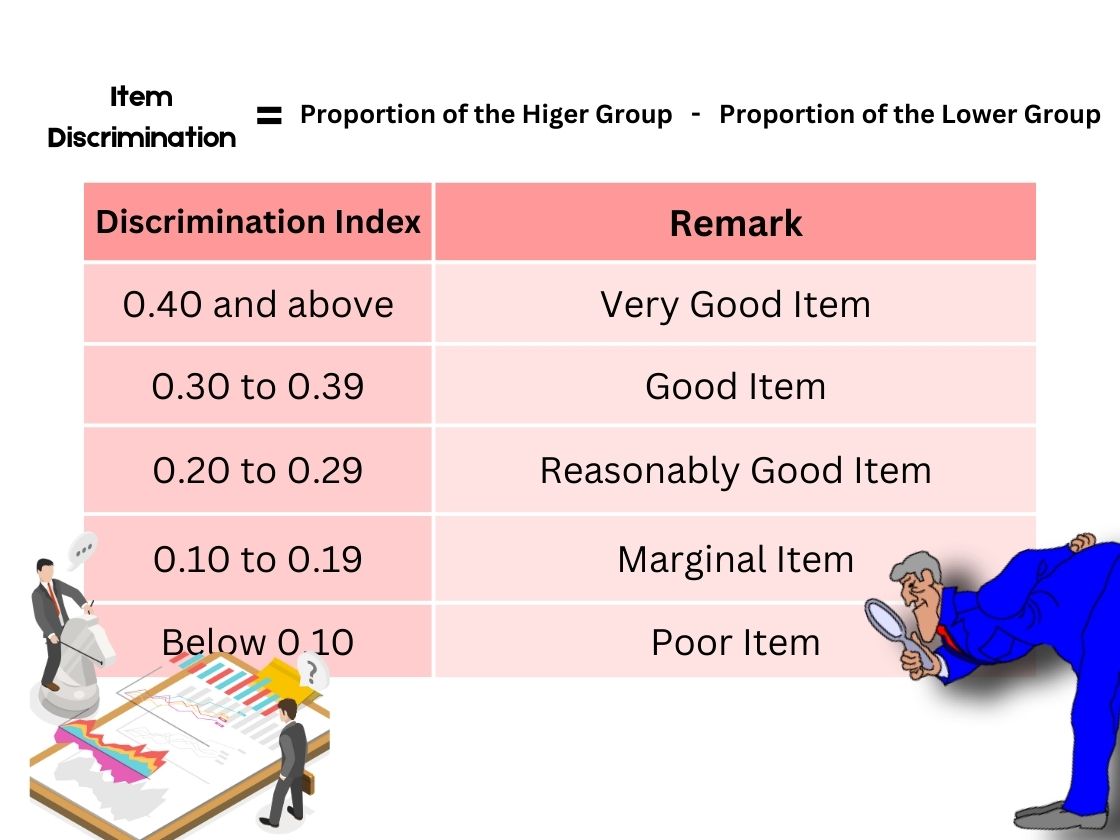 Item
Discrimination = Proportion of the Higer Group - Proportion of the Lower Group
Discrimination Index Remark
0.40 and above Very Good Item
0.30 to 0.39 Good Item
0.20 to 0.29 Reasonably Good Item
0.10 to 0.19 Marginal Item
Below 0.10 Poor Item
?